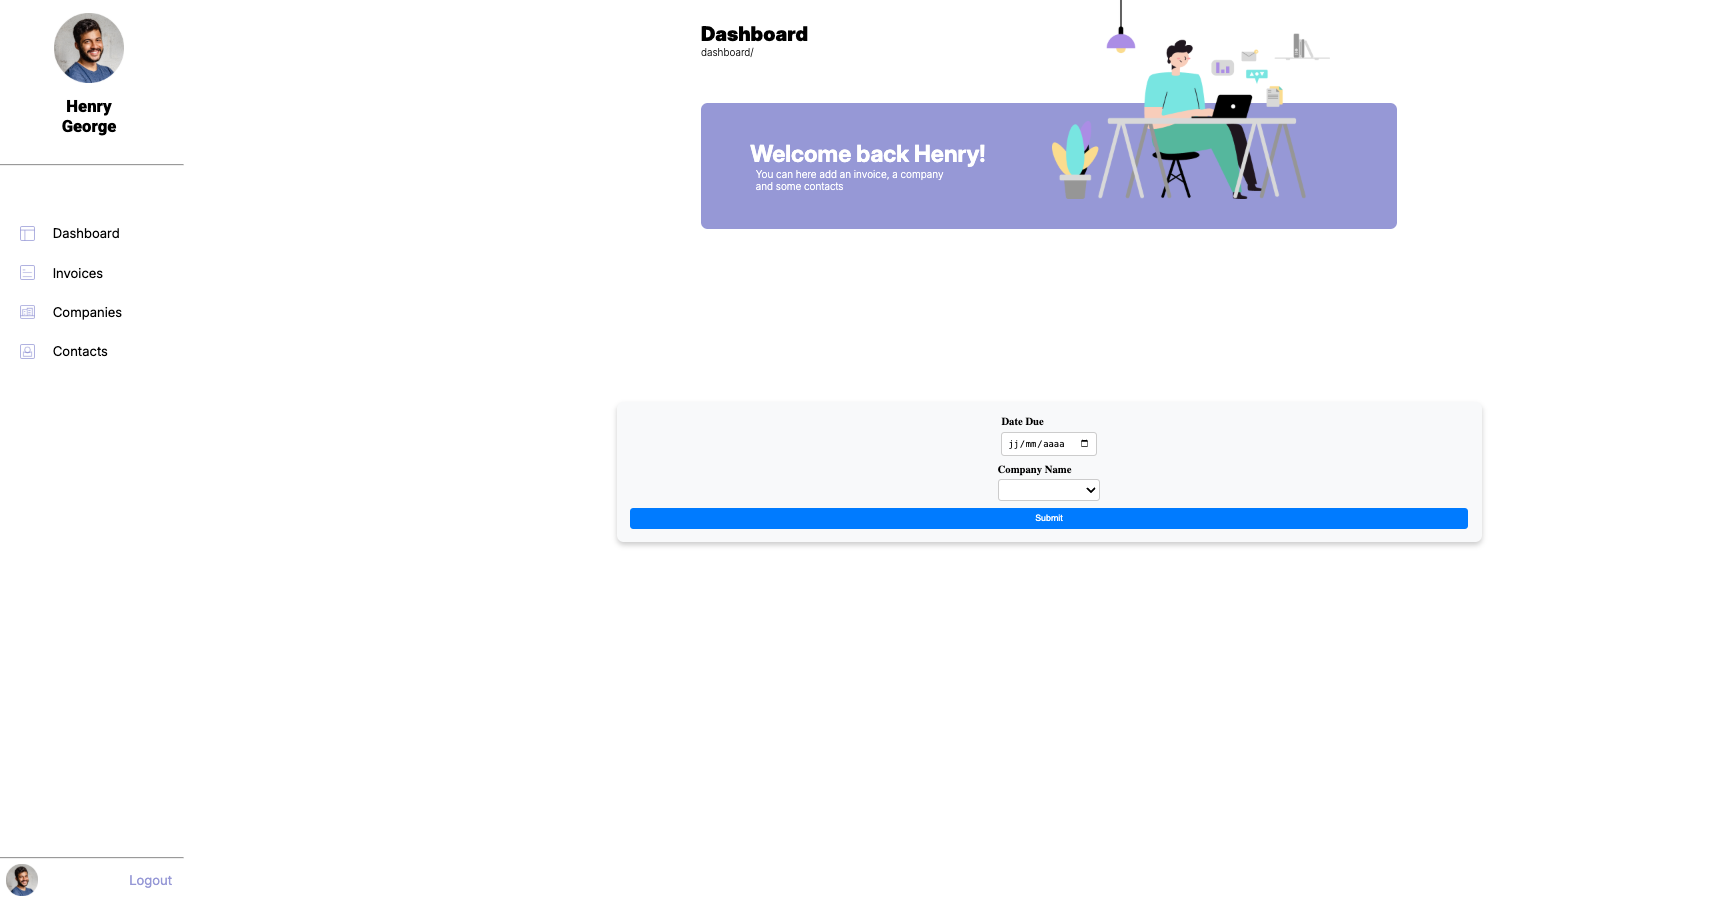 Henry
George
Dashboard
Invoices
Companies
Contacts
Logout
Dashboard
dashboard/
Welcome back Henry!
You can here add an invoice, a company
and some contacts
Date Due
jj/mm/aaaa
Company Name
Submit